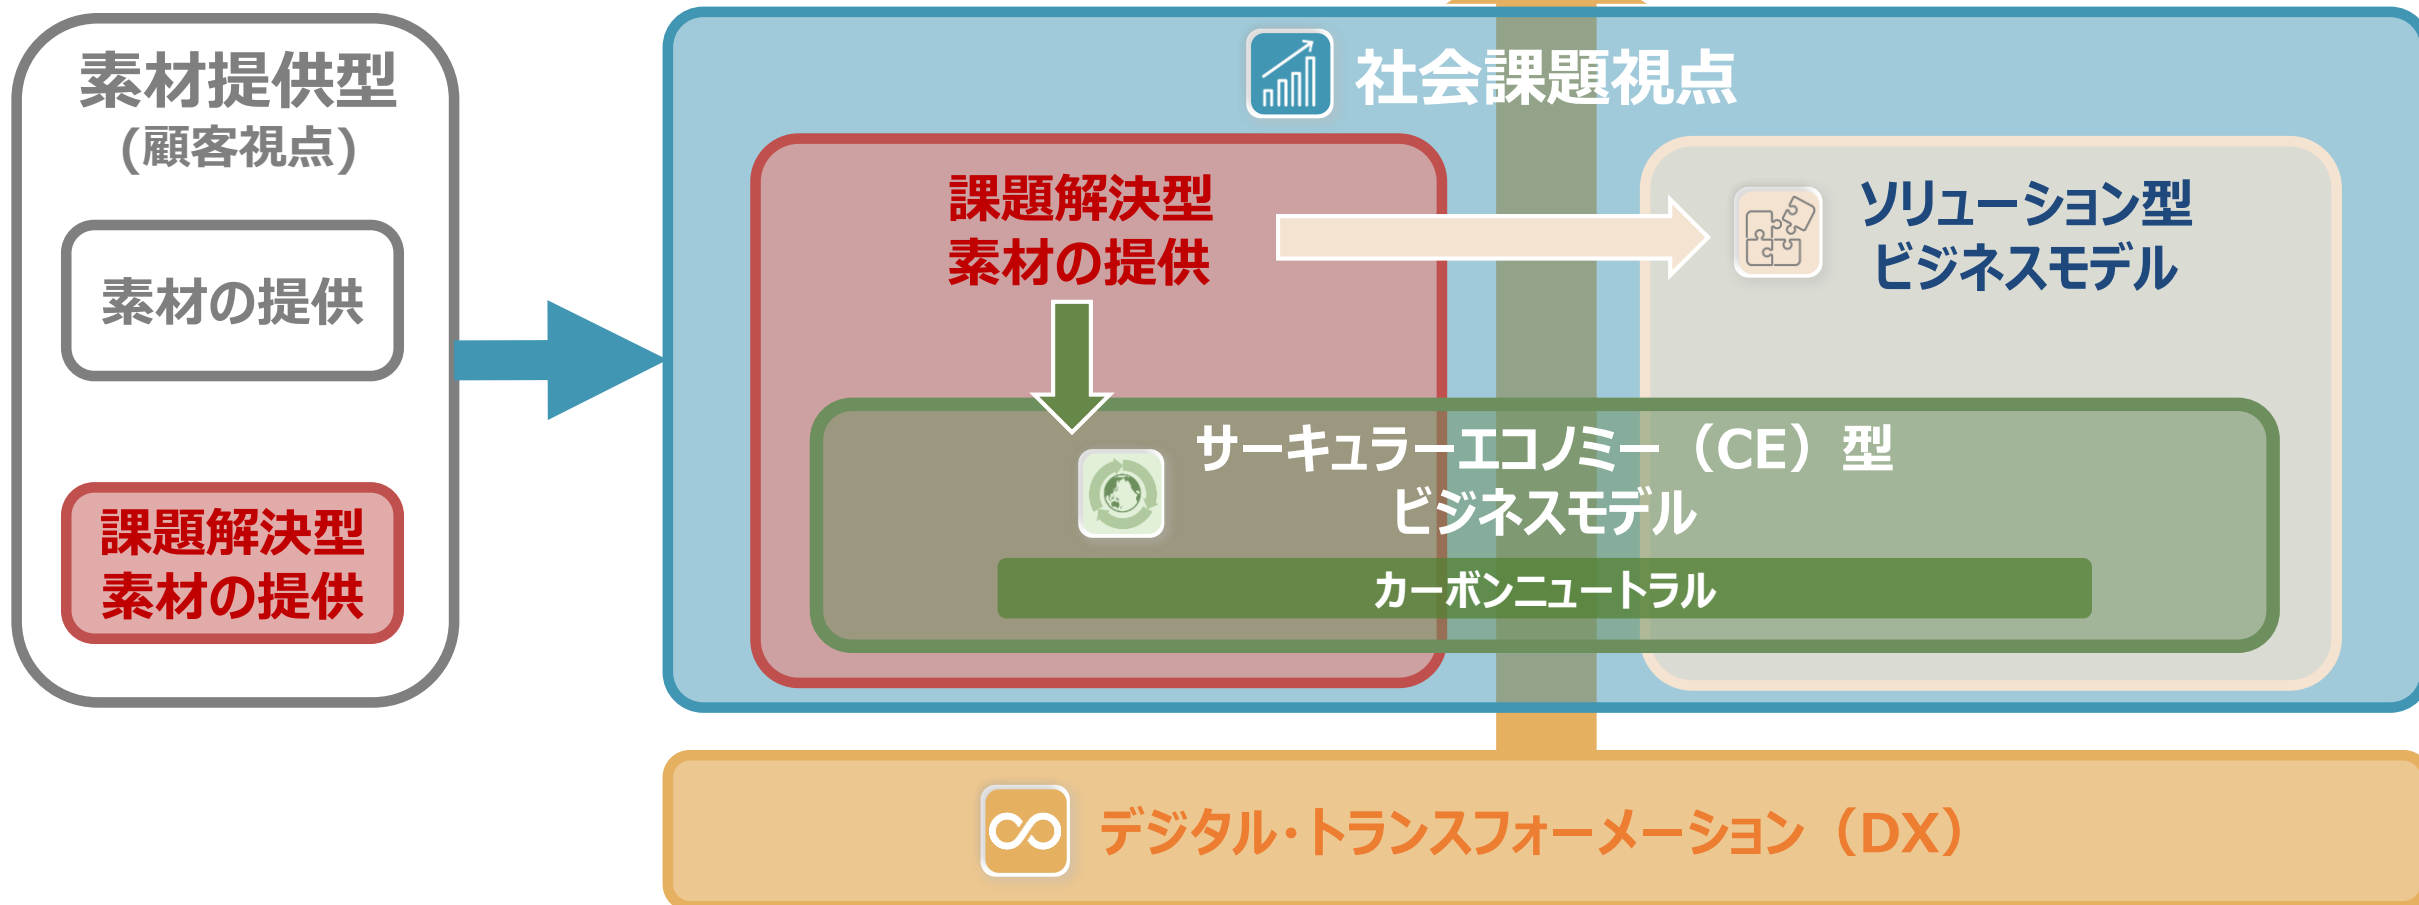 素材提供型
(顧客視点)
素材の提供
課題解決型
素材の提供
社会課題視点
課題解決型
素材の提供
ソリューション型
ビジネスモデル
サーキュラーエコノミー（CE）型
ビジネスモデル
カーボンニュートラル
デジタル・トランスフォーメーション（DX）